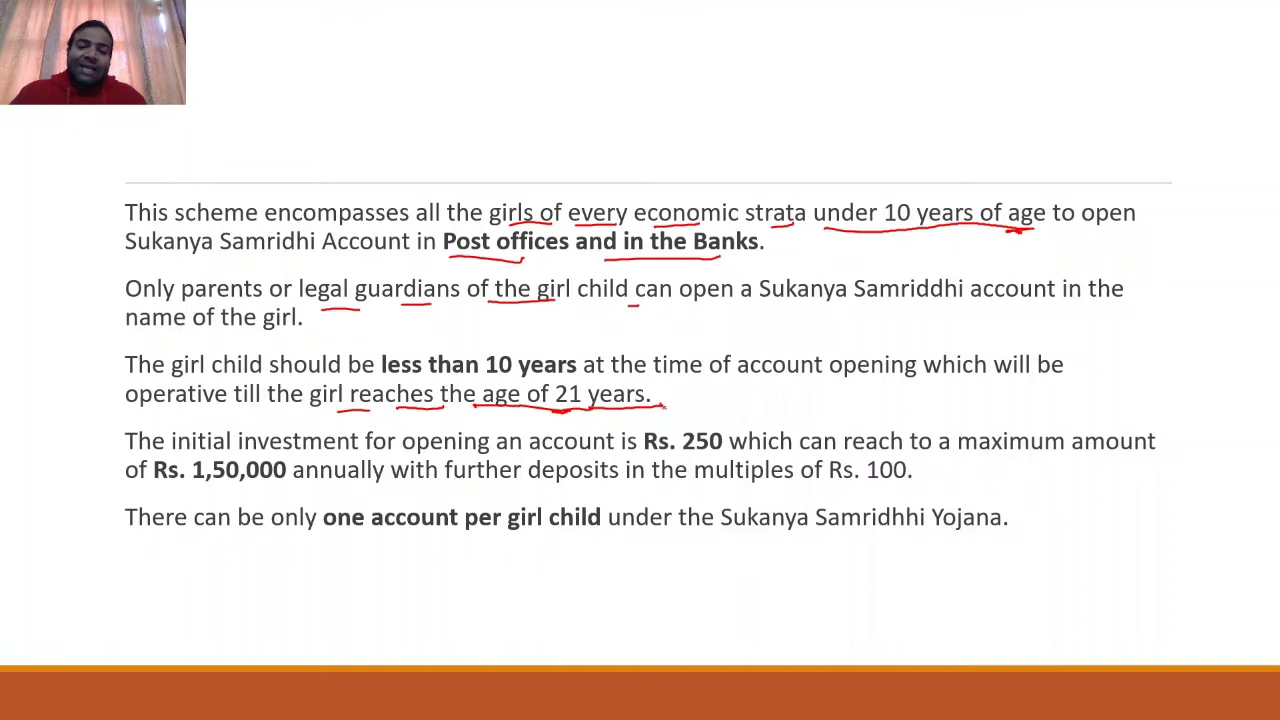 This scheme encompasses all the girls of every economic strata under 10 years of age to open
Sukanya Samridhi Account in Post offices and in the Banks.
Only parents or legal guardians of the girl child can open a Sukanya Samriddhi account in the
name of the girl.
The girl child should be less than 10 years at the time of account opening which will be
operative till the girl reaches the age of 21 years.
The initial investment for opening an account is Rs. 250 which can reach to a maximum amount
of Rs. 1,50,000 annually with further deposits in the multiples of Rs. 100.
There can be only one account per girl child under the Sukanya Samridhhi Yojana.